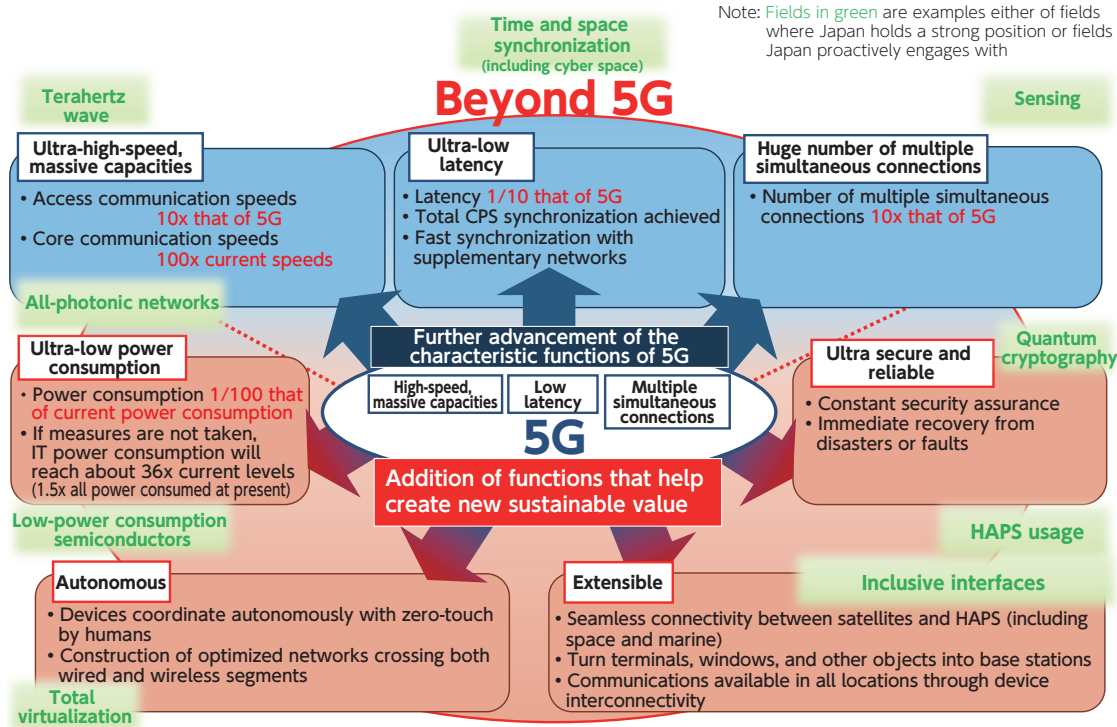 Note: Fields in green are examples either of fields
where Japan holds a strong position or fields
Japan proactively engages with
Time and space
synchronization
(including cyber space)
Beyond 5G
Terahertz
wave
Sensing
Ultra-high-speed,
massive capacities
• Access communication speeds
10x that of 5G
• Core communication speeds
100x current speeds
Ultra-low
latency
• Latency 1/10 that of 5G
• Total CPS synchronization achieved
• Fast synchronization with
supplementary networks
Huge number of multiple
simultaneous connections
• Number of multiple simultaneous
connections 10x that of 5G
All-photonic networks
Further advancement of the
characteristic functions of 5G
High-speed,
massive capacities
Low
latency
Multiple
simultaneous
connections
5G
Addition of functions that help
create new sustainable value
Ultra-low power
consumption
• Power consumption 1/100 that
of current power consumption
• If measures are not taken,
IT power consumption will
reach about 36x current levels
(1.5x all power consumed at present)
Quantum
cryptography
Ultra secure and
reliable
• Constant security assurance
• Immediate recovery from
disasters or faults
Low-power consumption
semiconductors
HAPS usage
Autonomous
• Devices coordinate autonomously with zero-touch
by humans
• Construction of optimized networks crossing both
wired and wireless segments
Total
virtualization
Extensible
Inclusive interfaces
• Seamless connectivity between satellites and HAPS (including
space and marine)
• Turn terminals, windows, and other objects into base stations
• Communications available in all locations through device
interconnectivity